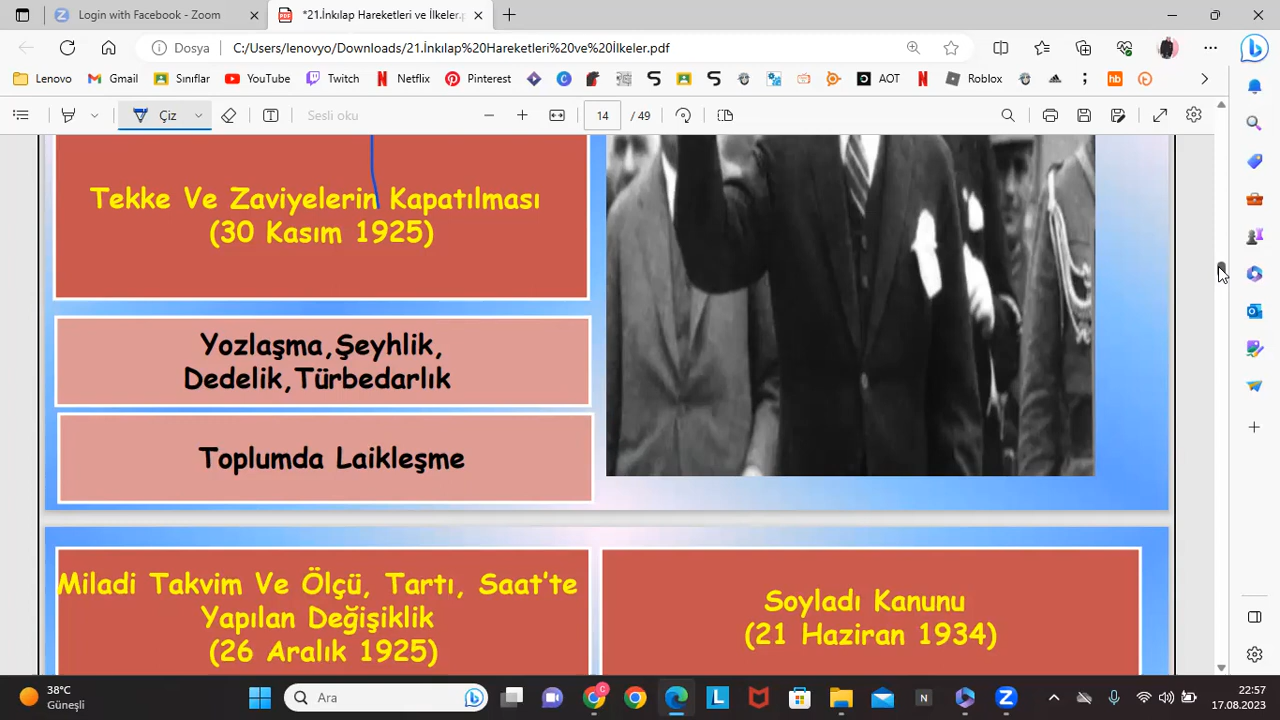 Login with Facebook - Zoom
*21.İnkılap Hareketleri ve İlkeler.p
Dosya
C:/Users/lenovyo/Downloads/21.İnkılap%20Hareketleri%20ve%20İlkeler.pdf
Lenovo
Gmail
Sınıflar
YouTube
Twitch
Netflix
Pinterest
AOT
Roblox
Çiz
Sesli oku
14
/ 49
Tekke Ve Zaviyelerin Kapatılması
(30 Kasım 1925)
Yozlaşma,Şeyhlik,
Dedelik,Türbedarlık
Toplumda Laikleşme
Miladi Takvim Ve Ölçü, Tartı, Saat’te
Yapılan Değişiklik
(26 Aralık 1925)
Soyladı Kanunu
(21 Haziran 1934)
38°C
Güneşli
Ara
22:57
17.08.2023